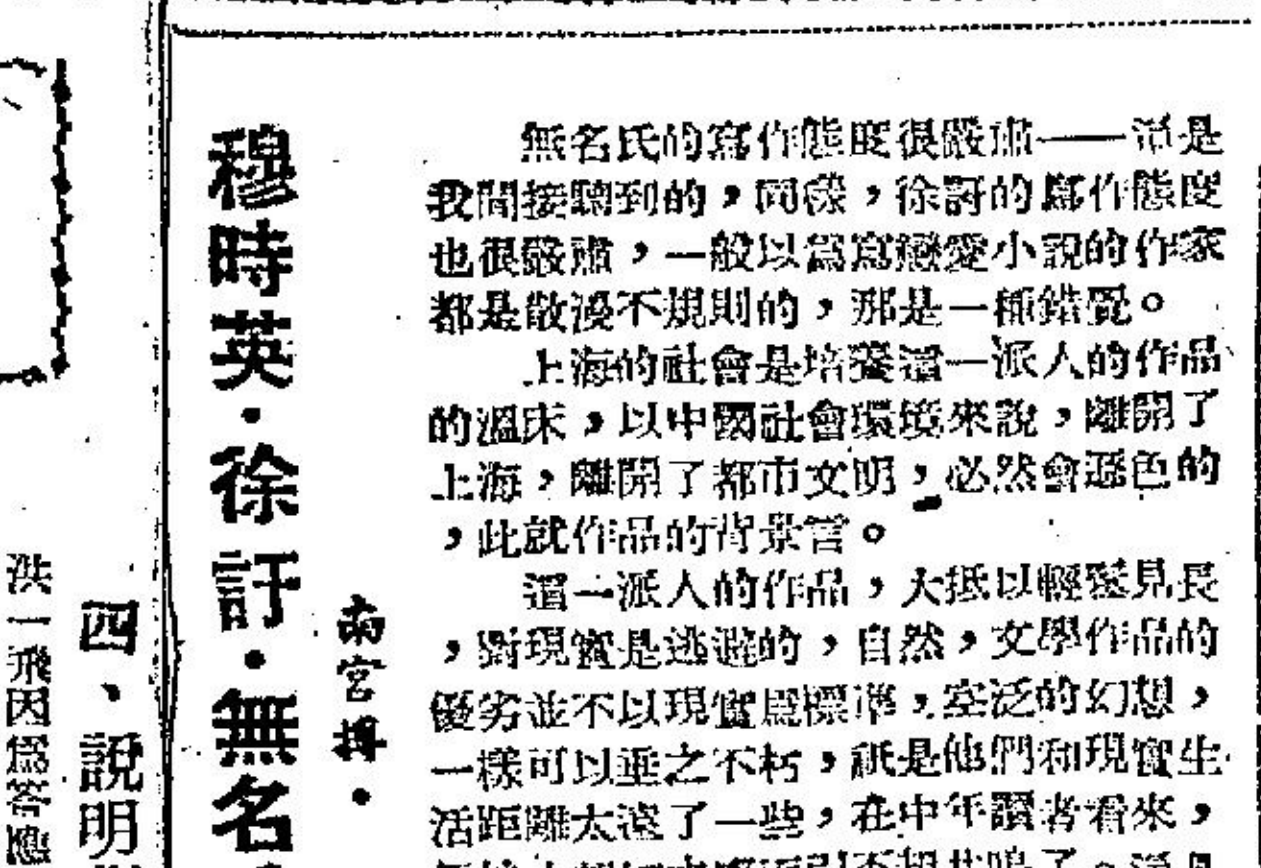 穆時英·徐訏·無名
南宮搏·
無名氏的寫作態度很嚴肅——這是
我間接聽到的,同樣,徐訏的寫作態度
也很嚴肅,一般以為寫戀愛小說的作家
都是散漫不規則的,那是一種錯覺。
上海的社會是培養這一派人的作品
的溫床,以中國社會環境來說,離開了
上海,離開了都市文明,必然會遜色的
,此就作品的背景言。
這一派人的作品,大抵以輕鬆見長
,對現實是逃避的,自然,文學作品的
優劣並不以現實爲標準,空泛的幻想,
一樣可以垂之不朽,祇是他們和現實生
活距離太遠了一些,在中年讀者看來,
四、說明
洪一飛因爲答應